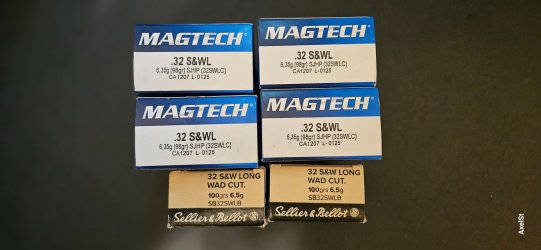 MAGTECH
.32 S&WL
6,35g (98gr) SJHP (32SWLC)
CA1207 L-0125
MAGTECH
.32 S&WL
6,35g (98gr) SJHP (32SWLC)
CA1207 L-0125
MAGTECH
.32 S&WL
6,35g (98gr) SJHP (32SWLC)
CA1207 L-0125
MAGTECH
.32 S&WL
6,35g (98gr) SJHP (32SWLC)
CA1207 L-0125
32 S&W LONG
WAD CUT.
100grs 6,5g
SB32SWLB
Sellier & Bellot
32 S&W LONG
WAD CUT.
100grs 6,5g
SB32SWLB
Sellier & Bellot
AxelSt